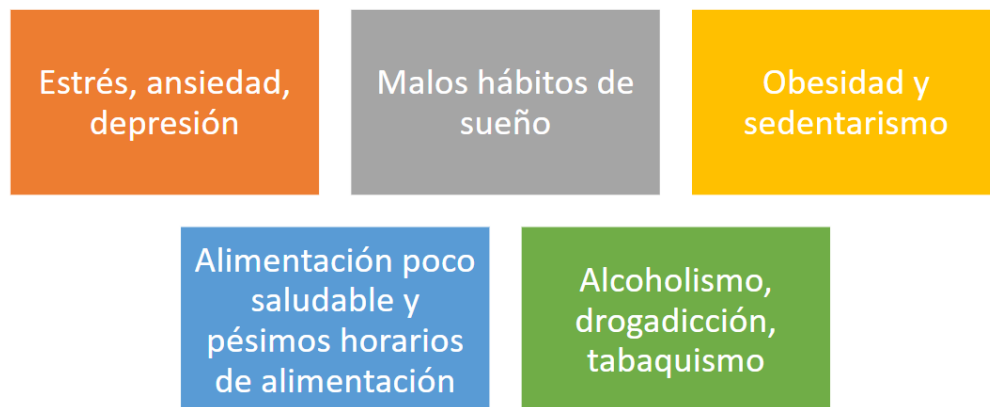 Estrés, ansiedad,
depresión
Malos hábitos de
sueño
Obesidad y
sedentarismo
Alimentación poco
saludable y
pésimos horarios
de alimentación
Alcoholismo,
drogadicción,
tabaquismo